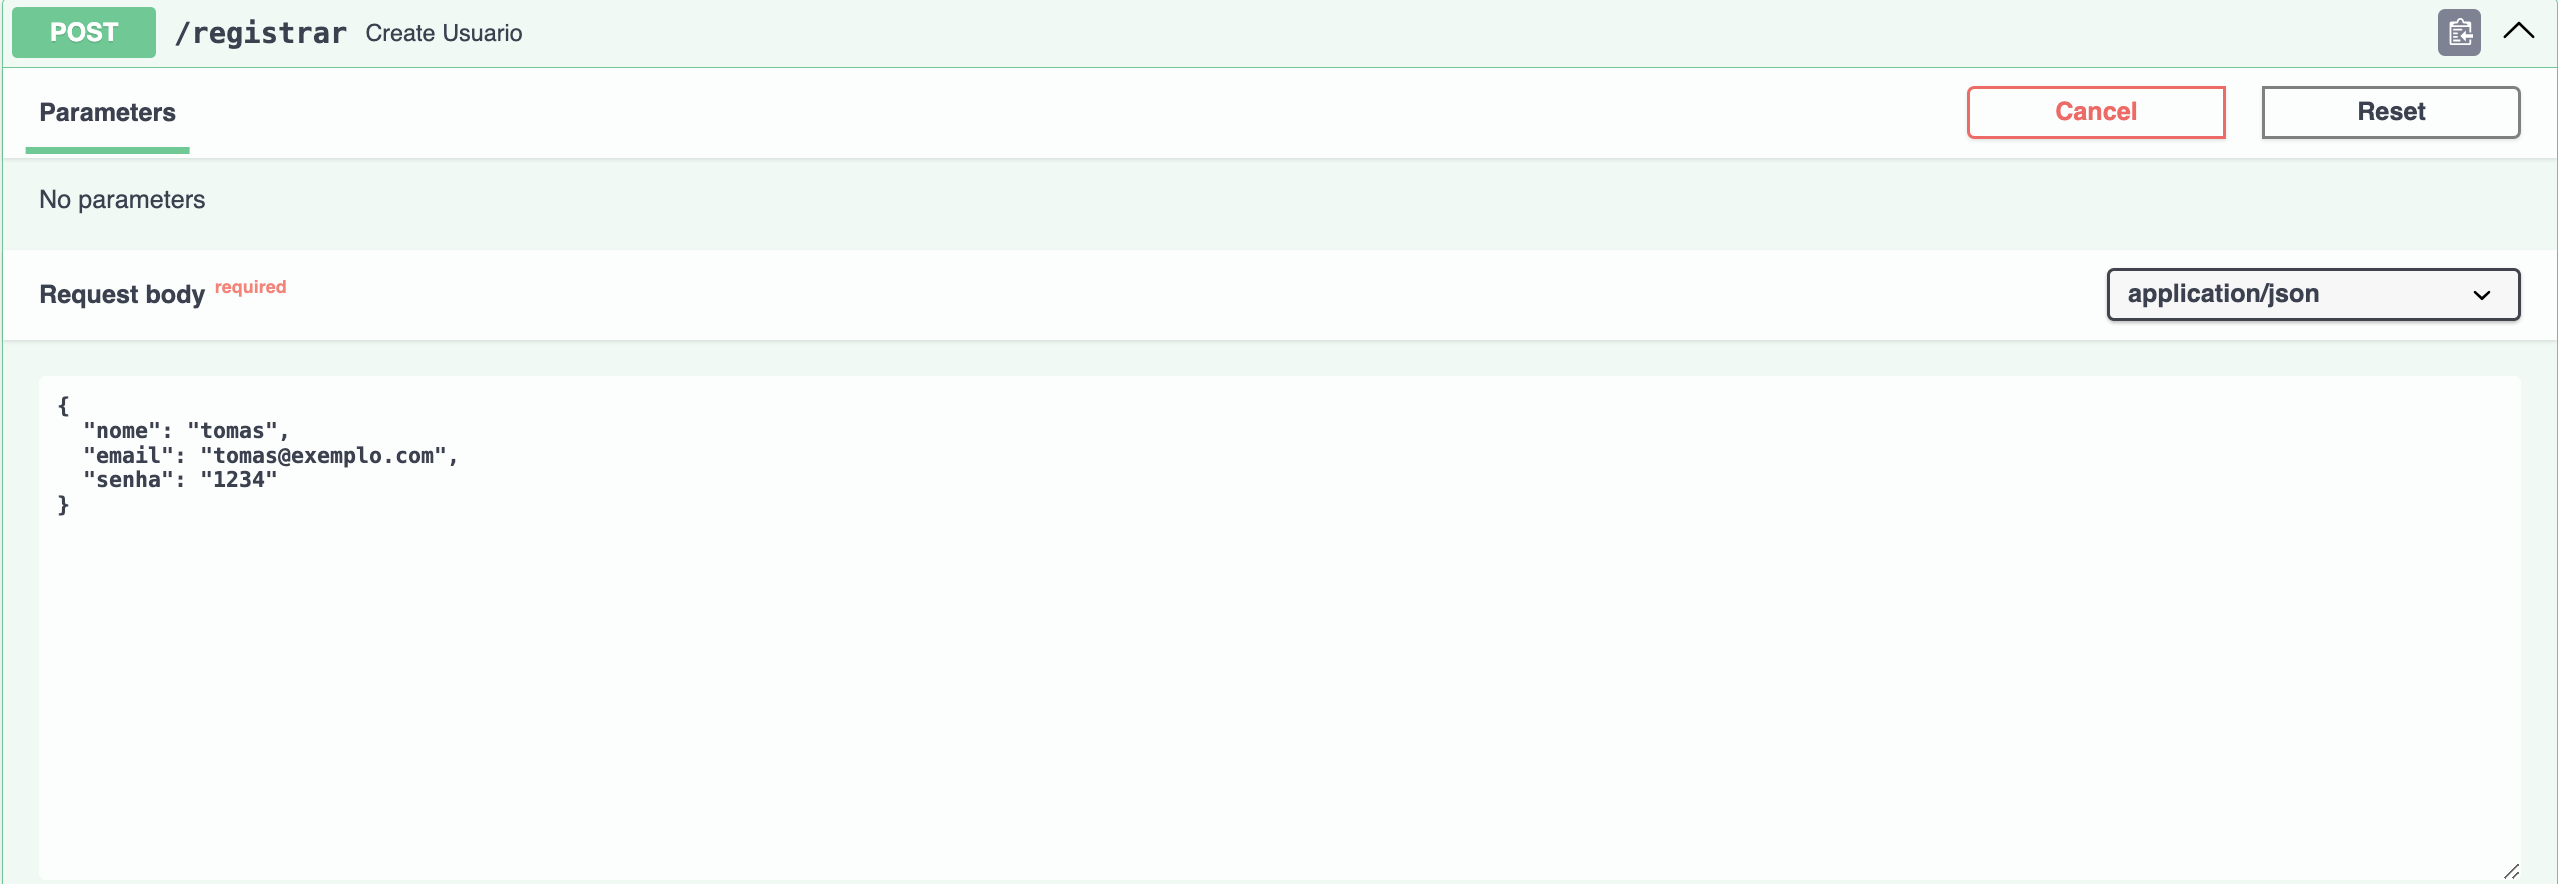 POST /registrar Create Usuario
Parameters
Cancel
Reset
No parameters
Request body required
application/json
{
  "nome": "tomas",
  "email": "tomas@exemplo.com",
  "senha": "1234"
}